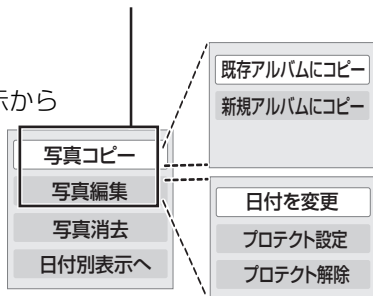 示から
写真コピー
写真編集
写真消去
日付別表示へ
既存アルバムにコピー
新規アルバムにコピー
日付を変更
プロテクト設定
プロテクト解除